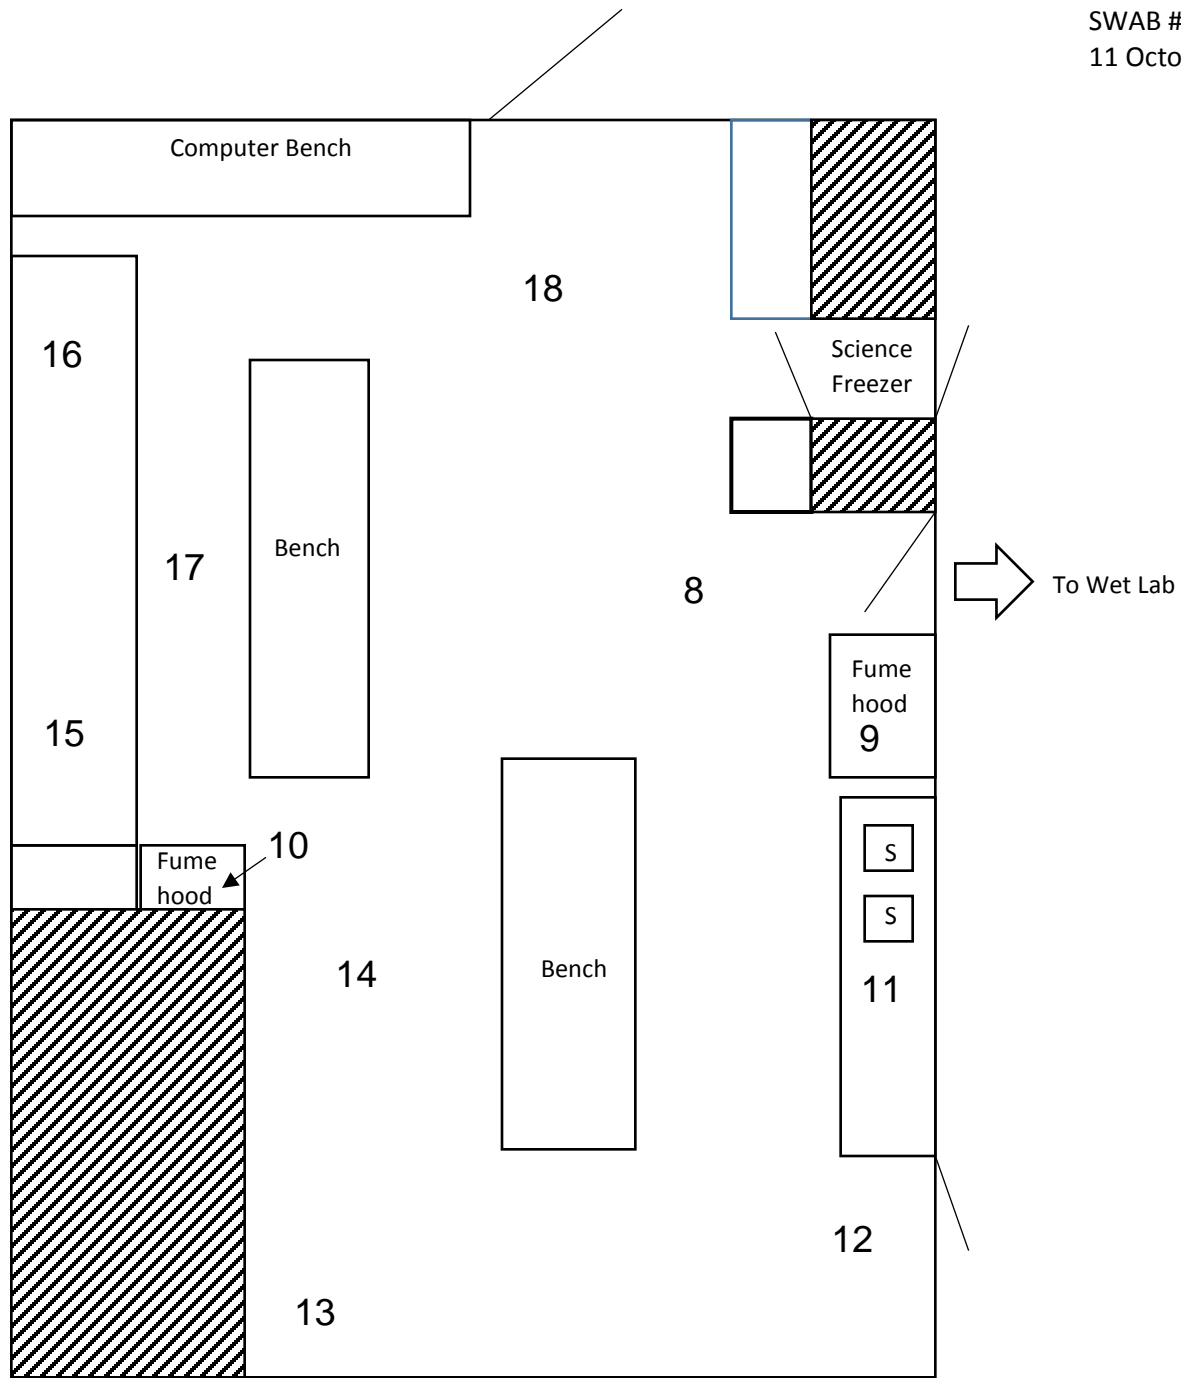 SWAB #
11 Octo
Computer Bench
18
16
Science
Freezer
Bench
17
8
To Wet Lab
Fume
hood
9
15
10
Fume
hood
S
S
14
Bench
11
12
13